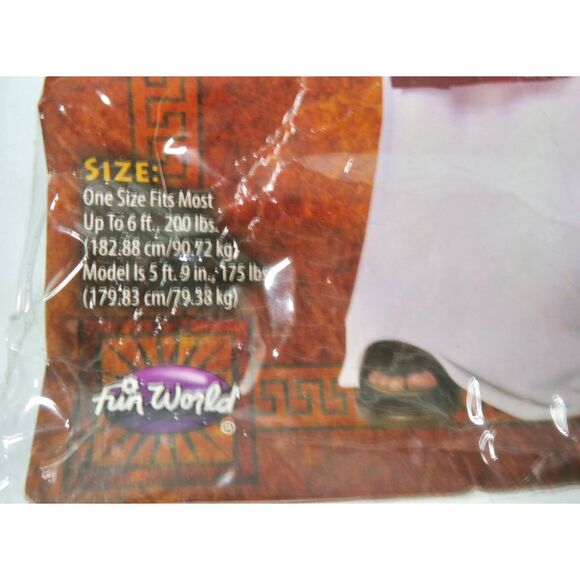 SIZE:
One Size Fits Most
Up To 6 ft., 200 lbs.
(182.88 cm/90.72 kg)
Model Is 5 ft. 9 in., 175 lbs
(179.83 cm/79.38 kg)
fun World
®